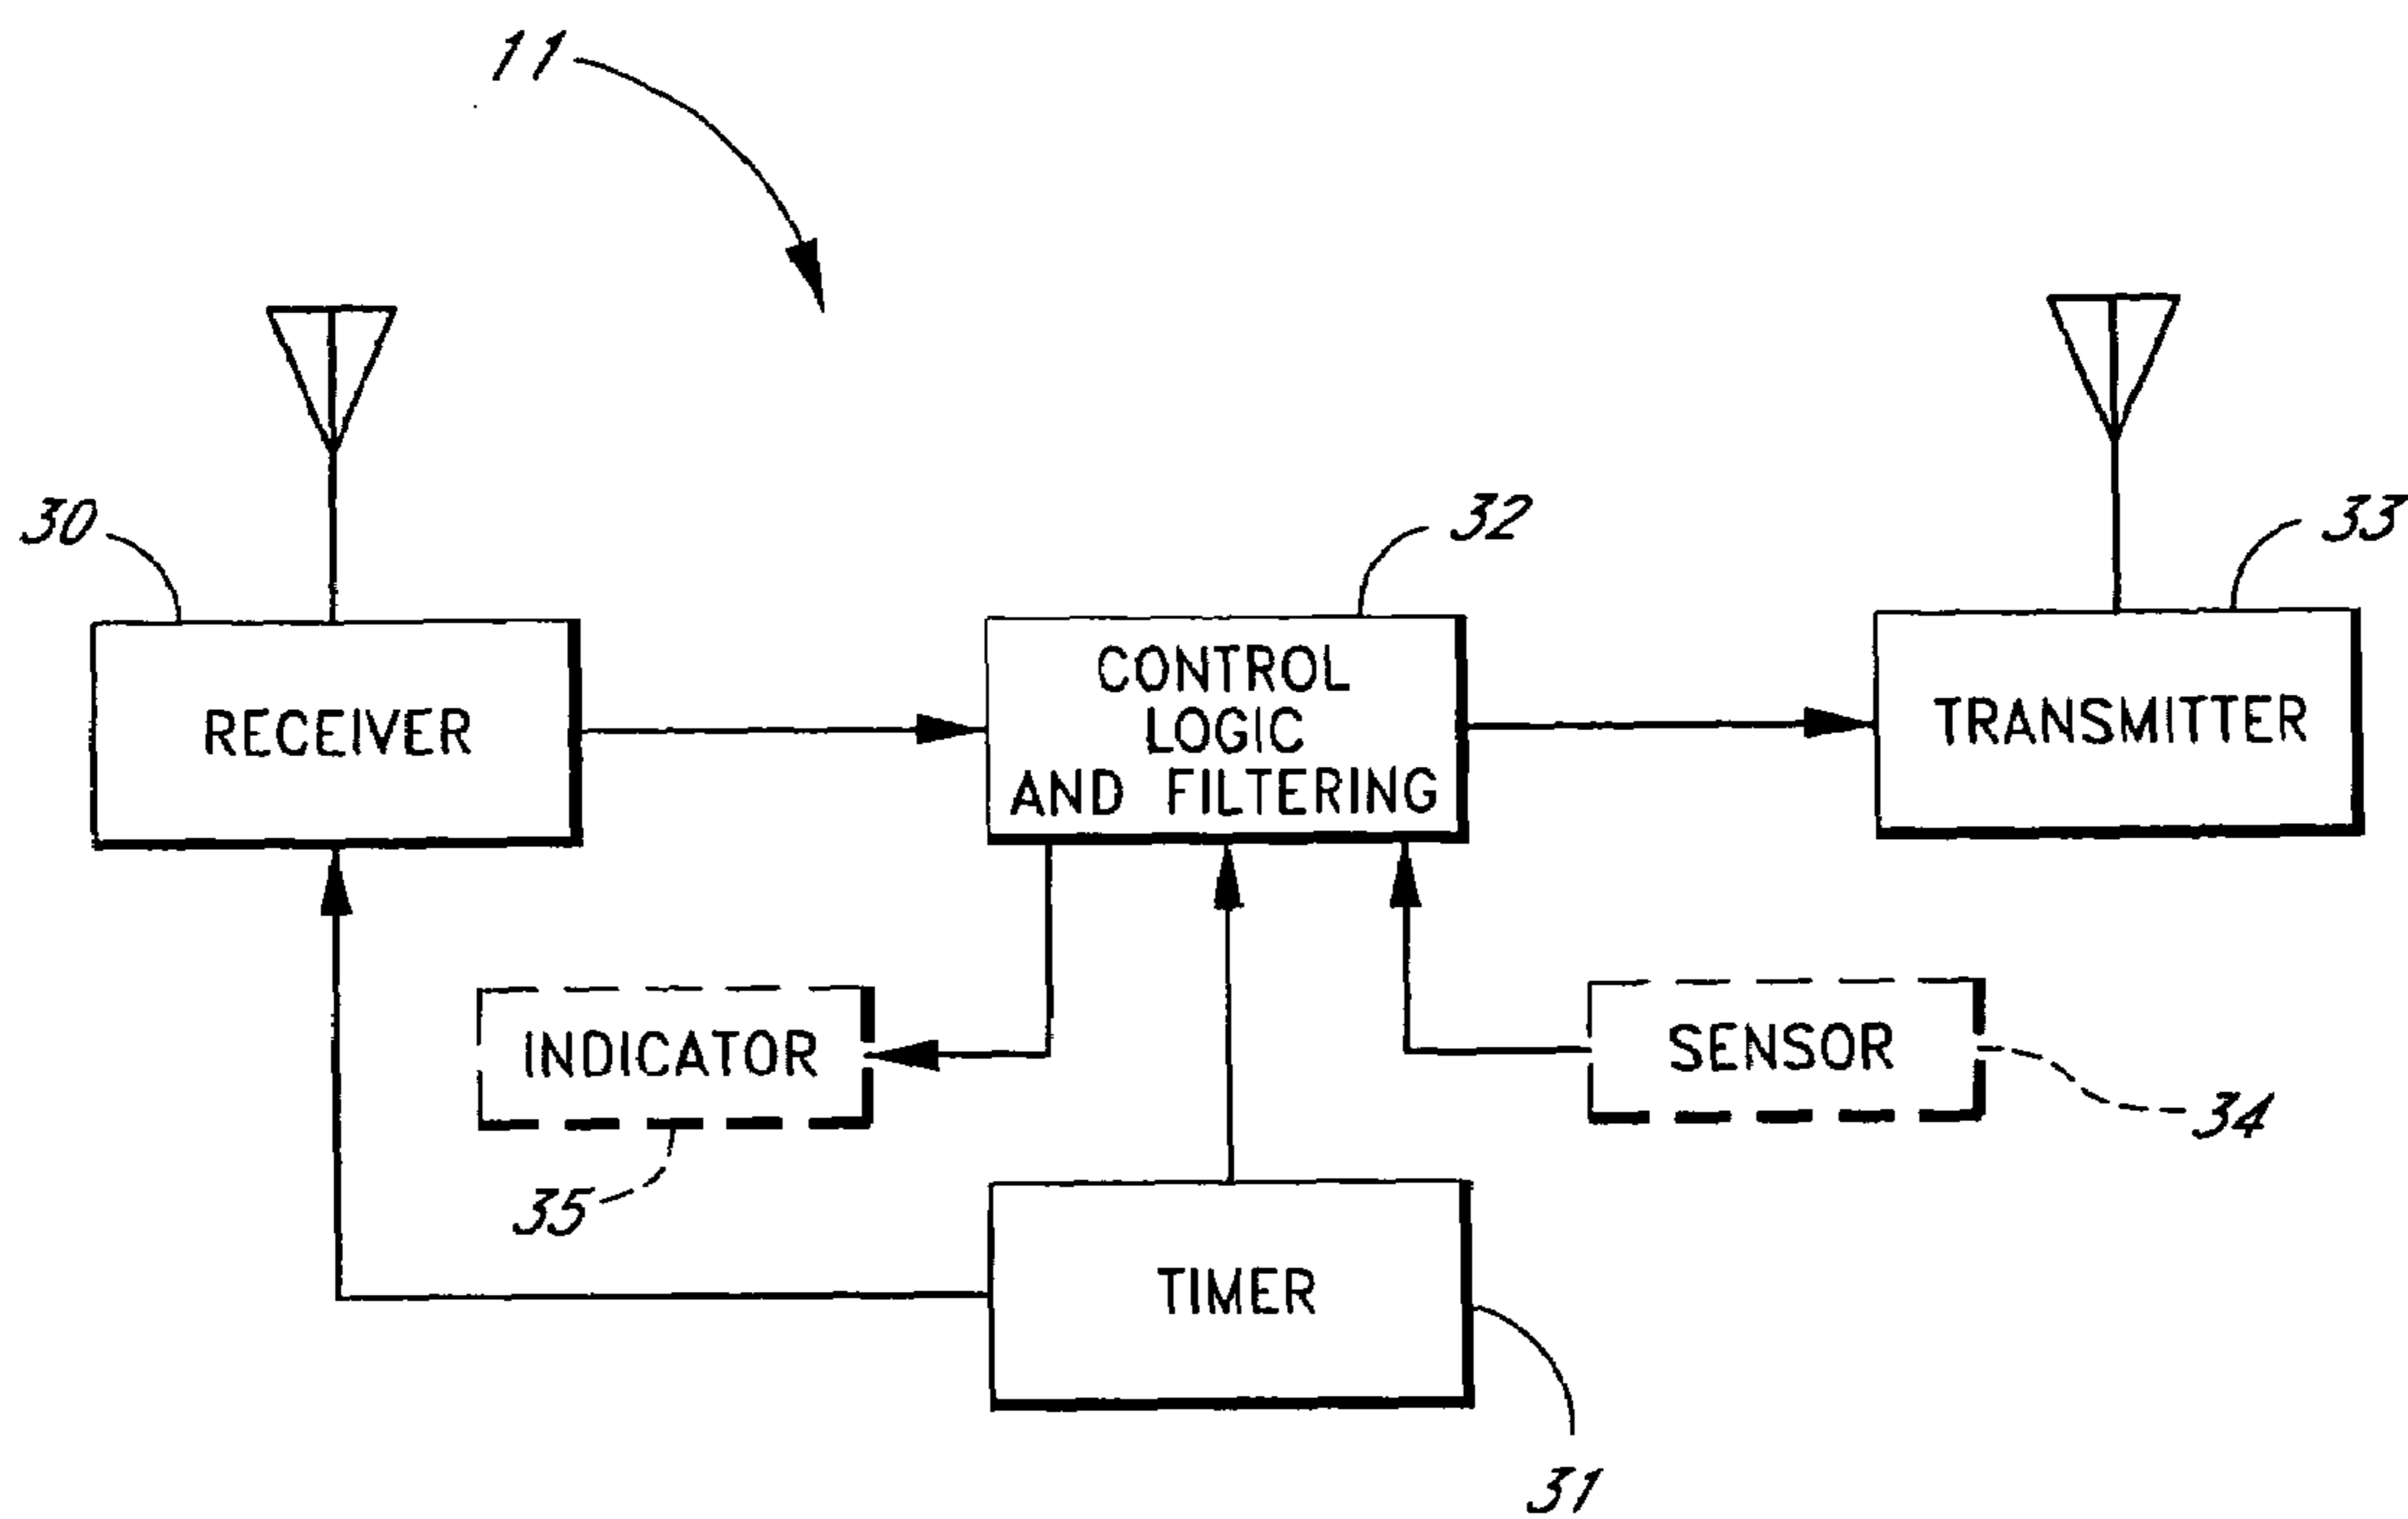 11
30
32
33
RECEIVER
CONTROL
LOGIC
AND FILTERING
TRANSMITTER
INDICATOR
SENSOR
34
35
TIMER
31